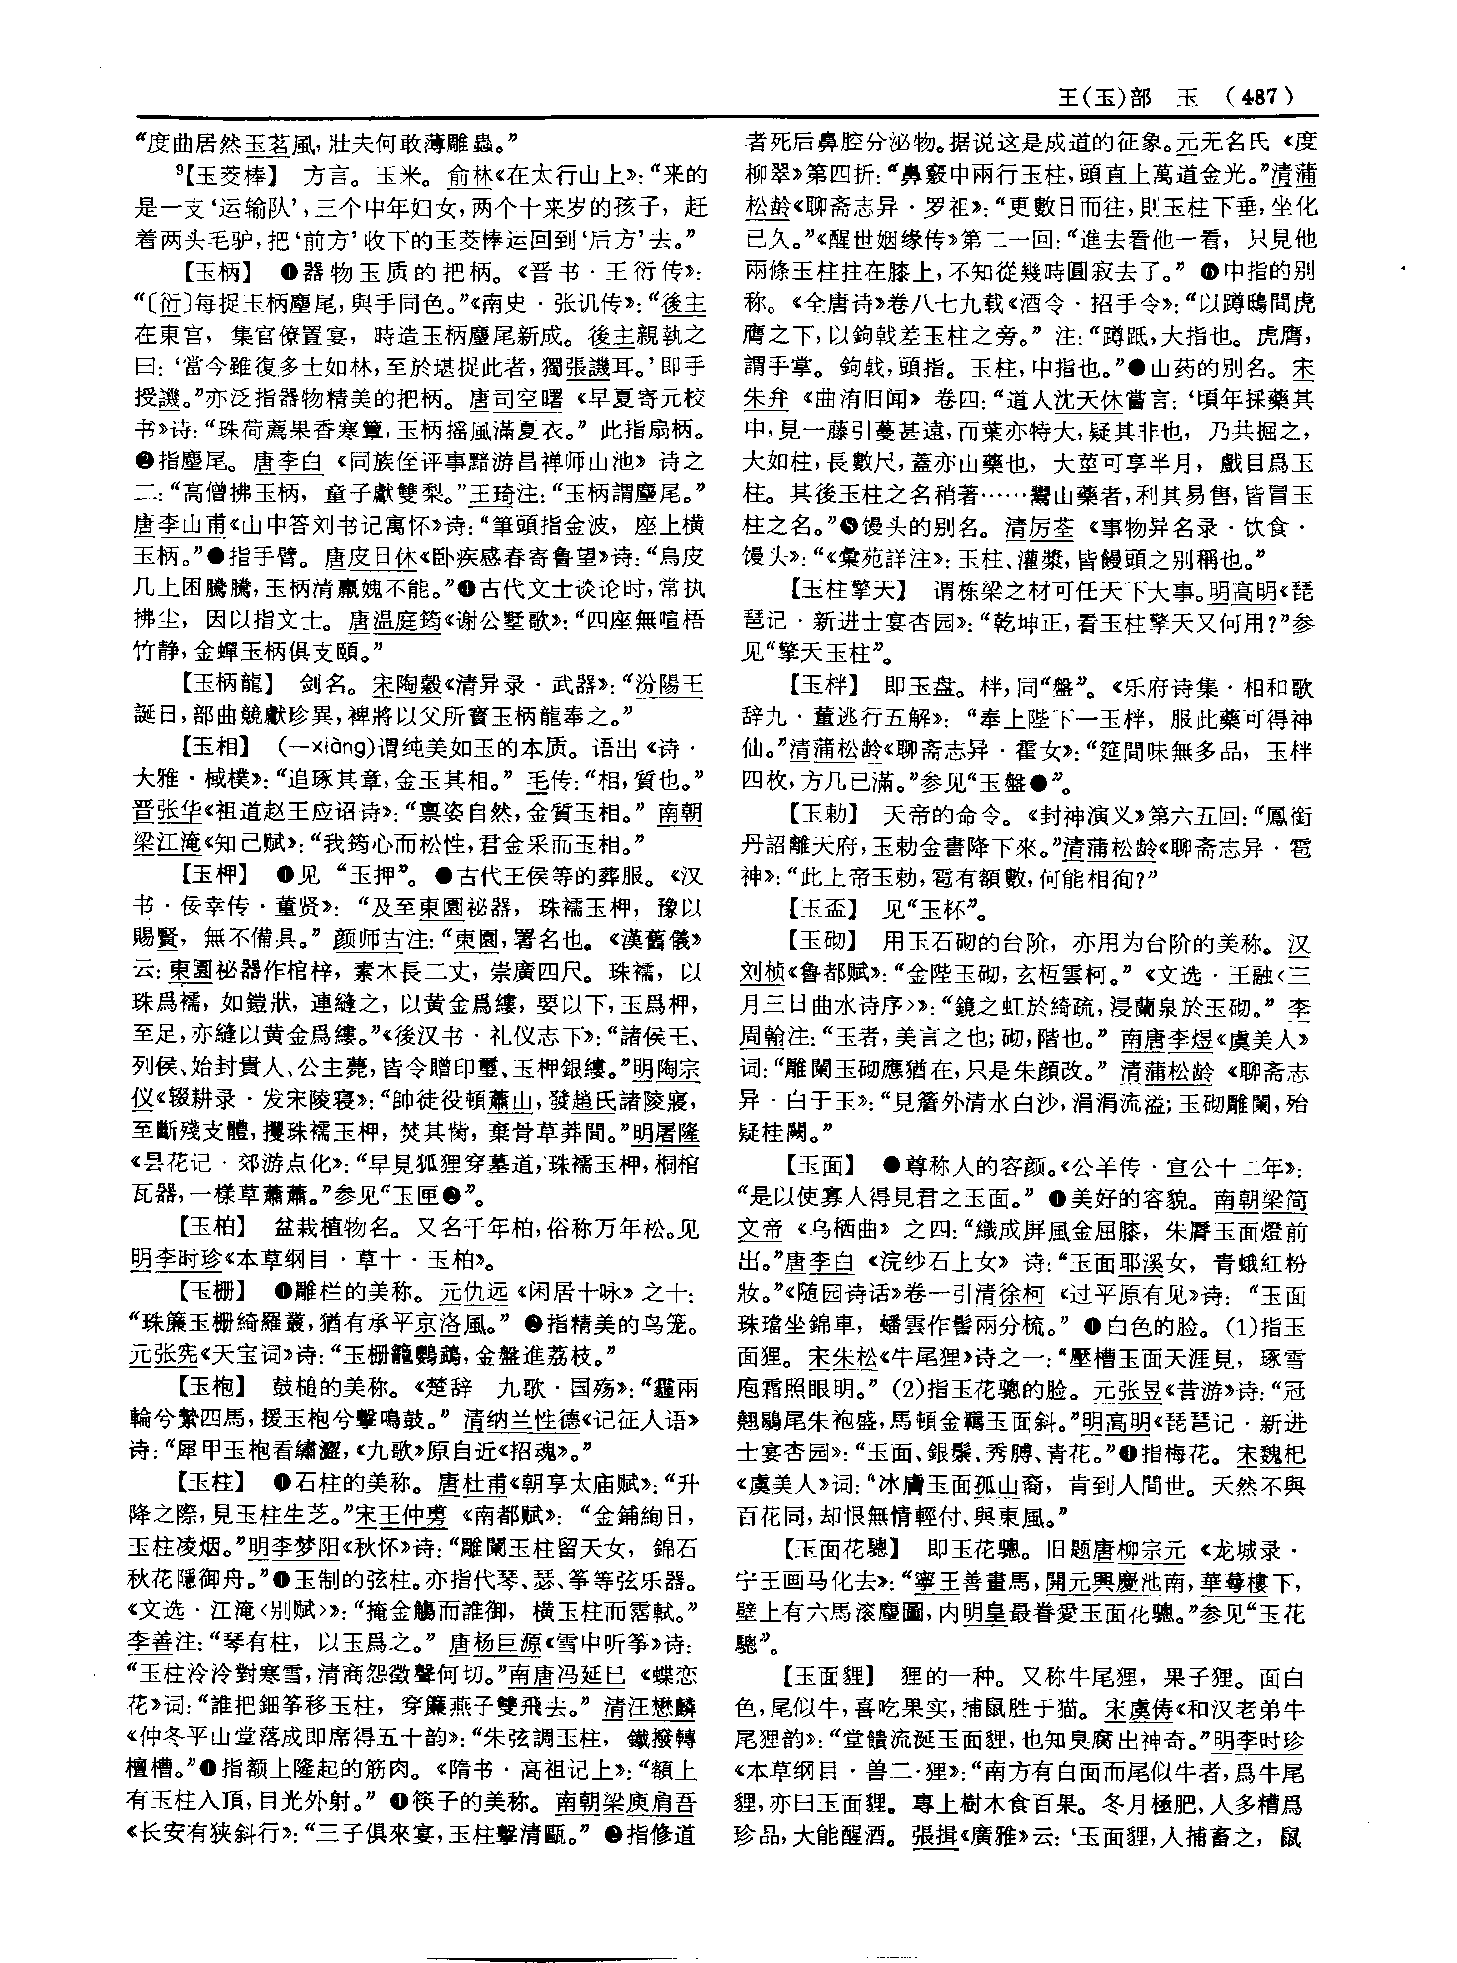 王(玉)部　玉　(487)
“度曲居然玉茗風,壯夫何敢薄雕蟲。”
⁹【玉茭棒】　方言。玉米。俞林《在太行山上》:“来的
是一支‘运输队’,三个中年妇女,两个十来岁的孩子,赶
着两头毛驴,把‘前方’收下的玉茭棒运回到‘后方’去。”
【玉柄】　❶器物玉质的把柄。《晋书·王衍传》:
“〔衍〕每捉玉柄麈尾,與手同色。”《南史·张讥传》:“後主
在東宫,集官僚置宴,時造玉柄麈尾新成。後主親執之
曰:‘當今雖復多士如林,至於堪捉此者,獨張譏耳。’即手
授譏。”亦泛指器物精美的把柄。唐司空曙《早夏寄元校
书》诗:“珠荷薦果香寒簟,玉柄摇風滿夏衣。”此指扇柄。
❷指麈尾。唐李白《同族侄评事黯游昌禅师山池》诗之
二:“高僧拂玉柄,童子獻雙梨。”王琦注:“玉柄謂麈尾。”
唐李山甫《山中答刘书记寓怀》诗:“筆頭指金波,座上横
玉柄。”●指手臂。唐皮日休《卧疾感春寄鲁望》诗:“烏皮
几上困騰騰,玉柄清羸媿不能。”❹古代文士谈论时,常执
拂尘,因以指文士。唐温庭筠《谢公墅歌》:“四座無喧梧
竹静,金蟬玉柄俱支頤。”
【玉柄龍】　剑名。宋陶穀《清异录·武器》:“汾陽王
誕日,部曲競獻珍異,裨將以父所寳玉柄龍奉之。”
【玉相】　(—xiàng)谓纯美如玉的本质。语出《诗·
大雅·棫樸》:“追琢其章,金玉其相。”毛传:“相,質也。”
晋张华《祖道赵王应诏诗》:“禀姿自然,金質玉相。”南朝
梁江淹《知己赋》:“我筠心而松性,君金采而玉相。”
【玉柙】　❶见“玉押”。●古代王侯等的葬服。《汉
书·佞幸传·董贤》:“及至東園祕器,珠襦玉柙,豫以
賜賢,無不備具。”颜师古注:“東園,署名也。《漢舊儀》
云:東園祕器作棺梓,素木長二丈,崇廣四尺。珠襦,以
珠爲襦,如鎧狀,連縫之,以黄金爲縷,要以下,玉爲柙,
至足,亦縫以黄金爲縷。”《後汉书·礼仪志下》:“諸侯王、
列侯、始封貴人、公主薨,皆令贈印璽、玉柙銀縷。”明陶宗
仪《辍耕录·发宋陵寝》:“帥徒役頓蕭山,發趙氏諸陵寢,
至斷殘支體,攫珠襦玉柙,焚其胔,棄骨草莽間。”明屠隆
《昙花记·郊游点化》:“早見狐狸穿墓道,珠襦玉柙,桐棺
瓦器,一樣草蕭蕭。”参见“玉匣❷”。
【玉柏】　盆栽植物名。又名千年柏,俗称万年松。见
明李时珍《本草纲目·草十·玉柏》。
【玉栅】　❶雕栏的美称。元仇远《闲居十咏》之十:
“珠簾玉栅綺羅叢,猶有承平京洛風。”❷指精美的鸟笼。
元张宪《天宝词》诗:“玉栅籠鸚鵡,金盤進荔枝。”
【玉枹】　鼓槌的美称。《楚辞　九歌·国殇》:“霾兩
輪兮縶四馬,援玉枹兮擊鳴鼓。”清纳兰性德《记征人语》
诗:“犀甲玉枹看繡澀,《九歌》原自近《招魂》。”
【玉柱】　❶石柱的美称。唐杜甫《朝享太庙赋》:“升
降之際,見玉柱生芝。”宋王仲旉《南都赋》:“金鋪絢日,
玉柱凌烟。”明李梦阳《秋怀》诗:“雕闌玉柱留天女,錦石
秋花隱御舟。”❷玉制的弦柱。亦指代琴、瑟、筝等弦乐器。
《文选·江淹〈别赋〉》:“掩金觴而誰御,横玉柱而霑軾。”
李善注:“琴有柱,以玉爲之。”唐杨巨源《雪中听筝》诗:
“玉柱泠泠對寒雪,清商怨徵聲何切。”南唐冯延巳《蝶恋
花》词:“誰把鈿筝移玉柱,穿簾燕子雙飛去。”清汪懋麟
《仲冬平山堂落成即席得五十韵》:“朱弦調玉柱,鐵撥轉
檀槽。”❸指额上隆起的筋肉。《隋书·高祖记上》:“額上
有玉柱入頂,目光外射。”❹筷子的美称。南朝梁庾肩吾
《长安有狭斜行》:“三子俱來宴,玉柱擊清甌。”❺指修道
者死后鼻腔分泌物。据说这是成道的征象。元无名氏《度
柳翠》第四折:“鼻竅中兩行玉柱,頭直上萬道金光。”清蒲
松龄《聊斋志异·罗祖》:“更數日而往,則玉柱下垂,坐化
已久。”《醒世姻缘传》第二一回:“進去看他一看,只見他
兩條玉柱拄在膝上,不知從幾時圓寂去了。”❻中指的别
称。《全唐诗》卷八七九载《酒令·招手令》:“以蹲鴟間虎
膺之下,以鉤戟差玉柱之旁。”注:“蹲䲭,大指也。虎膺,
謂手掌。鉤戟,頭指。玉柱,中指也。”●山药的别名。宋
朱弁《曲洧旧闻》卷四:“道人沈天休嘗言:‘頃年採藥其
中,見一藤引蔓甚遠,而葉亦特大,疑其非也,乃共掘之,
大如柱,長數尺,蓋亦山藥也,大莖可享半月,戲目爲玉
柱。其後玉柱之名稍著……鬻山藥者,利其易售,皆冒玉
柱之名。”❽馒头的别名。清厉荃《事物异名录·饮食·
馒头》:“《彙苑詳注》:玉柱、灌漿,皆饅頭之别稱也。”
【玉柱擎天】　谓栋梁之材可任天下大事。明高明《琵
琶记·新进士宴杏园》:“乾坤正,看玉柱擎天又何用?”参
见“擎天玉柱”。
【玉柈】　即玉盘。柈,同“盤”。《乐府诗集·相和歌
辞九·董逃行五解》:“奉上陛下一玉柈,服此藥可得神
仙。”清蒲松龄《聊斋志异·霍女》:“筵間味無多品,玉柈
四枚,方几已滿。”参见“玉盤●”。
【玉勑】　天帝的命令。《封神演义》第六五回:“鳳銜
丹詔離天府,玉勑金書降下來。”清蒲松龄《聊斋志异·雹
神》:“此上帝玉勑,雹有額數,何能相徇?”
【玉盃】　见“玉杯”。
【玉砌】　用玉石砌的台阶,亦用为台阶的美称。汉
刘桢《鲁都赋》:“金陛玉砌,玄枑雲柯。”《文选·王融〈三
月三日曲水诗序〉》:“鏡之虹於綺疏,浸蘭泉於玉砌。”李
周翰注:“玉者,美言之也;砌,階也。”南唐李煜《虞美人》
词:“雕闌玉砌應猶在,只是朱顔改。”清蒲松龄《聊斋志
异·白于玉》:“見簷外清水白沙,涓涓流溢;玉砌雕闌,殆
疑桂闕。”
【玉面】　●尊称人的容颜。《公羊传·宣公十二年》:
“是以使寡人得見君之玉面。”❷美好的容貌。南朝梁简
文帝《乌栖曲》之四:“織成屏風金屈膝,朱脣玉面燈前
出。”唐李白《浣纱石上女》诗:“玉面耶溪女,青蛾紅粉
妝。”《随园诗话》卷一引清徐柯《过平原有见》诗:“玉面
珠璫坐錦車,蟠雲作髻兩分梳。”❸白色的脸。(1)指玉
面狸。宋朱松《牛尾狸》诗之一:“壓槽玉面天涯見,琢雪
庖霜照眼明。”(2)指玉花骢的脸。元张昱《昔游》诗:“冠
翹鶡尾朱袍盛,馬頓金羈玉面斜。”明高明《琵琶记·新进
士宴杏园》:“玉面、銀鬃、秀膊、青花。”❹指梅花。宋魏杞
《虞美人》词:“冰膚玉面孤山裔,肯到人間世。天然不與
百花同,却恨無情輕付、與東風。”
【玉面花驄】　即玉花骢。旧题唐柳宗元《龙城录·
宁王画马化去》:“寧王善畫馬,開元興慶池南,華萼樓下,
壁上有六馬滚塵圖,内明皇最眷愛玉面花驄。”参见“玉花
驄”。
【玉面貍】　狸的一种。又称牛尾狸,果子狸。面白
色,尾似牛,喜吃果实,捕鼠胜于猫。宋虞俦《和汉老弟牛
尾狸韵》:“堂饋流涎玉面貍,也知臭腐出神奇。”明李时珍
《本草纲目·兽二·狸》:“南方有白面而尾似牛者,爲牛尾
貍,亦曰玉面貍。專上樹木食百果。冬月極肥,人多糟爲
珍品,大能醒酒。張揖《廣雅》云:‘玉面貍,人捕畜之,鼠